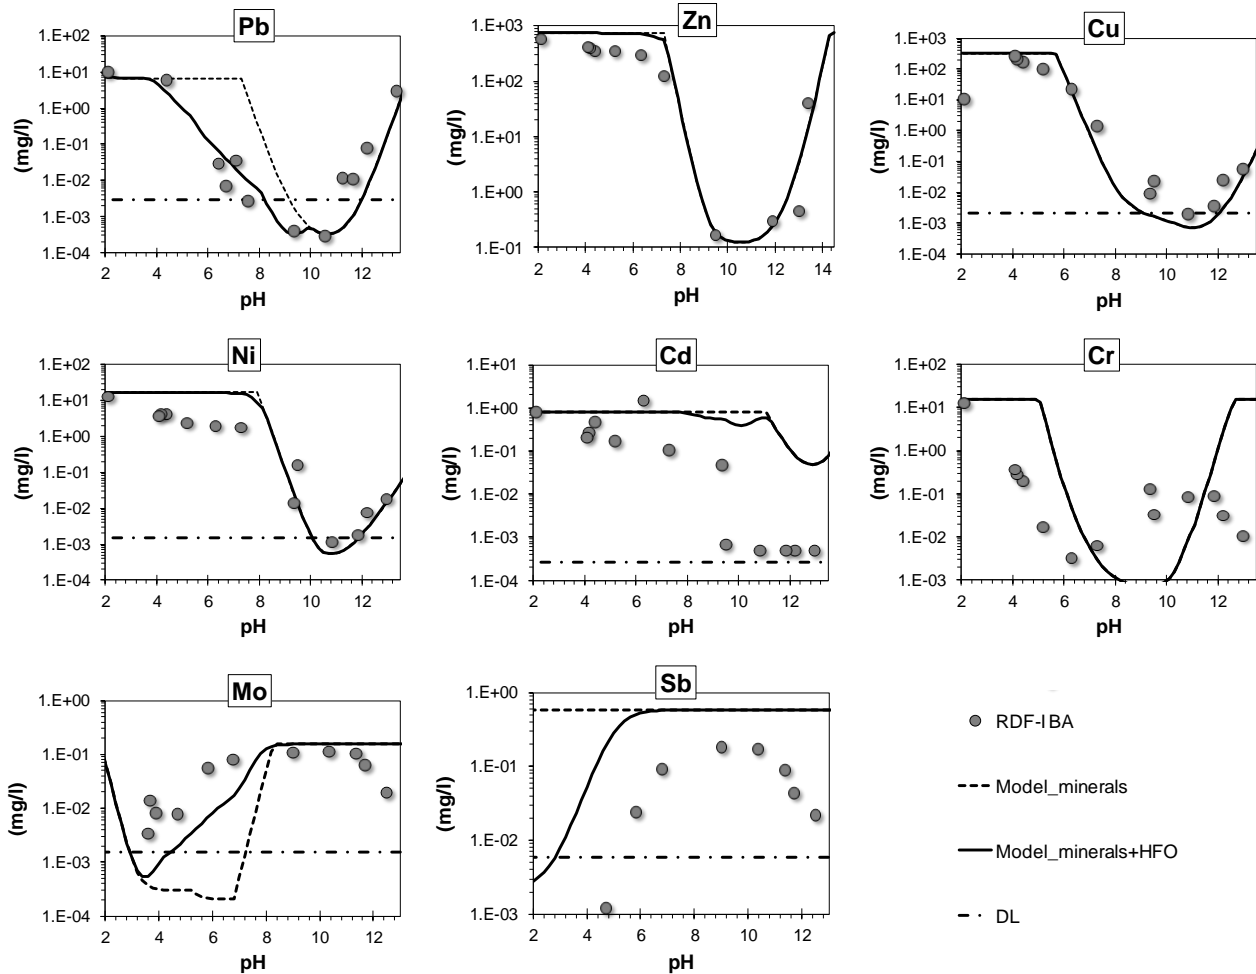 Pb
1.E+02
1.E+01
1.E+00
1.E-01
1.E-02
1.E-03
1.E-04
(mg/l)
2 4 6 8 10 12
pH
Zn
1.E+03
1.E+02
1.E+01
1.E+00
1.E-01
(mg/l)
2 4 6 8 10 12 14
pH
Cu
1.E+03
1.E+02
1.E+01
1.E+00
1.E-01
1.E-02
1.E-03
1.E-04
(mg/l)
2 4 6 8 10 12
pH
Ni
1.E+02
1.E+01
1.E+00
1.E-01
1.E-02
1.E-03
1.E-04
(mg/l)
2 4 6 8 10 12
pH
Cd
1.E+01
1.E+00
1.E-01
1.E-02
1.E-03
1.E-04
(mg/l)
2 4 6 8 10 12
pH
Cr
1.E+02
1.E+01
1.E+00
1.E-01
1.E-02
1.E-03
(mg/l)
2 4 6 8 10 12
pH
Mo
1.E+00
1.E-01
1.E-02
1.E-03
1.E-04
(mg/l)
2 4 6 8 10 12
pH
Sb
1.E+00
1.E-01
1.E-02
1.E-03
(mg/l)
2 4 6 8 10 12
pH
RDF-IBA
Model_minerals
Model_minerals+HFO
DL